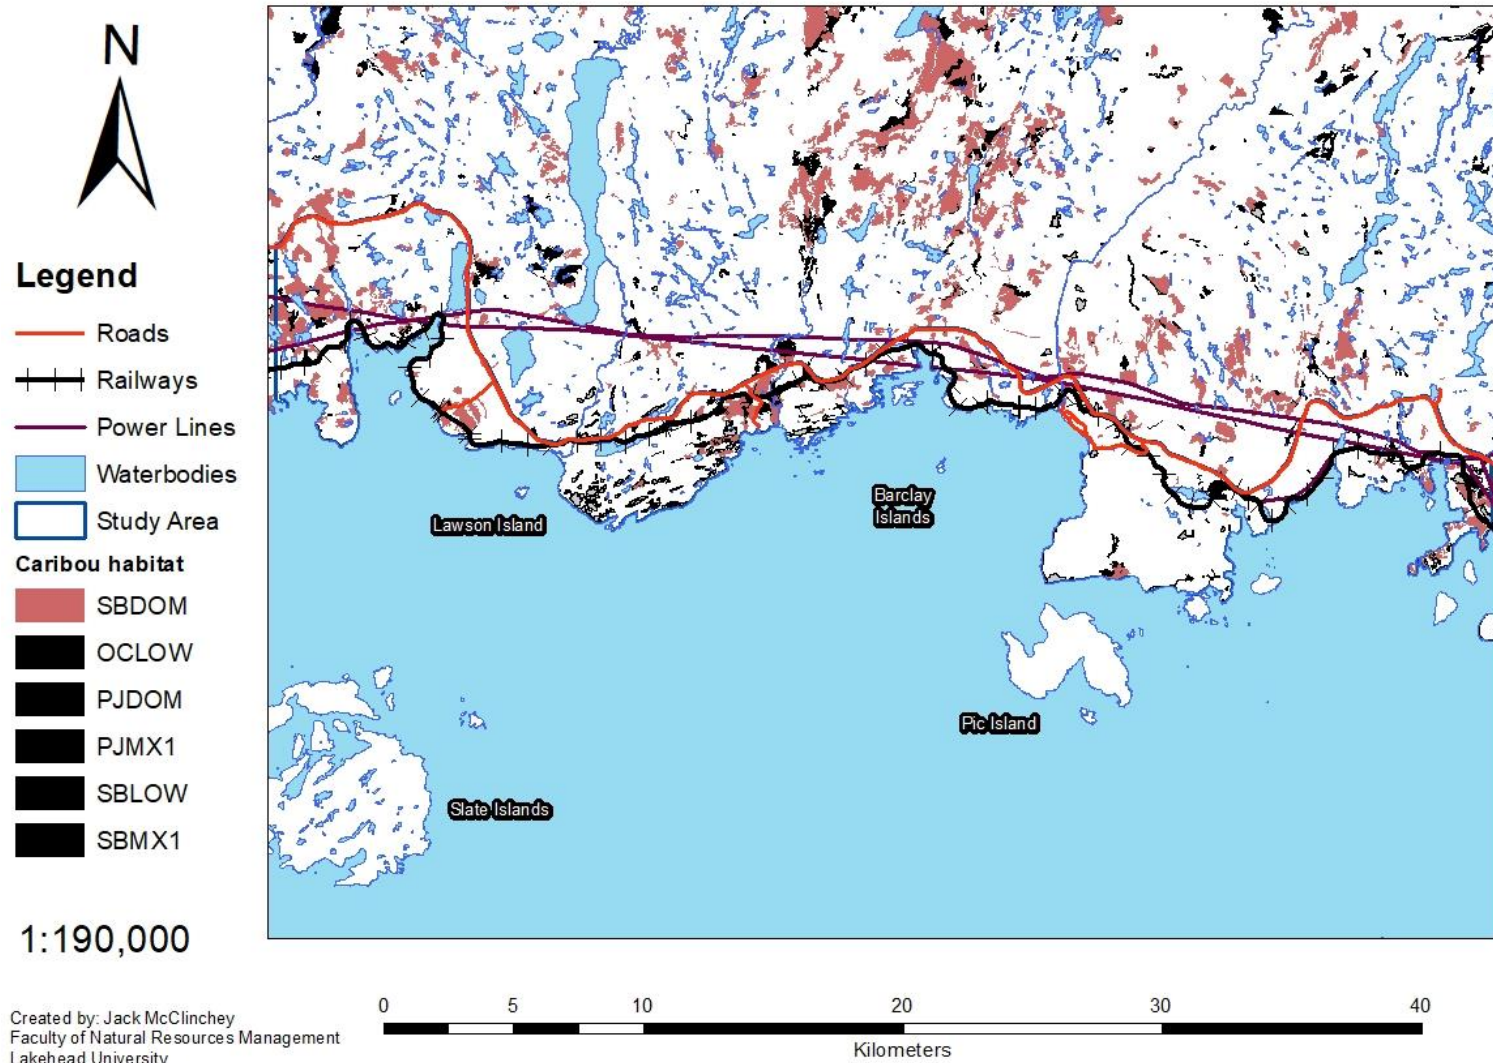 N
Legend
Roads
Railways
Power Lines
Waterbodies
Study Area
Caribou habitat
SBDOM
OCLOW
PJDOM
PJMX1
SBLOW
SBMX1
1:190,000
Created by: Jack McClinchey
Faculty of Natural Resources Management
Lakehead University
Lawson Island
Barclay
Islands
Pic Island
Slate Islands
0 5 10 20 30 40
Kilometers